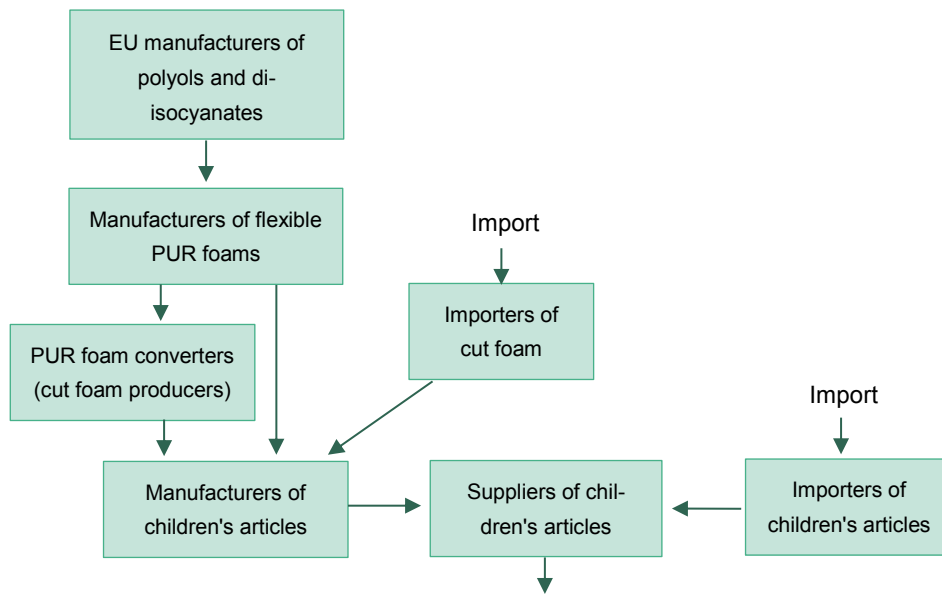 EU manufacturers of
polyols and di-
isocyanates
Manufacturers of flexible
PUR foams
Import
Importers of
cut foam
PUR foam converters
(cut foam producers)
Import
Manufacturers of
children's articles
Suppliers of chil-
dren's articles
Importers of
children's articles